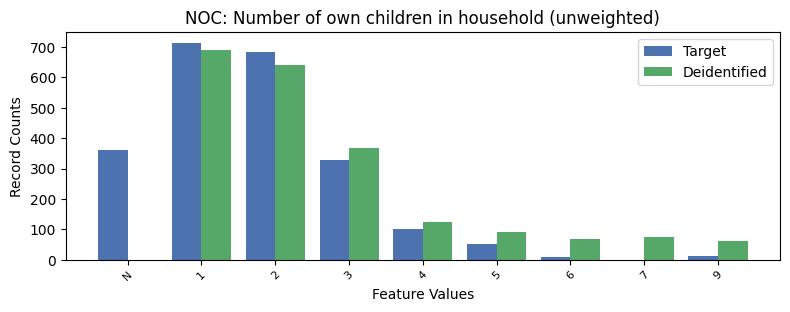 NOC: Number of own children in household (unweighted)
Target
Deidentified
Record Counts
700
600
500
400
300
200
100
0
N 1 2 3 4 5 6 7 9
Feature Values